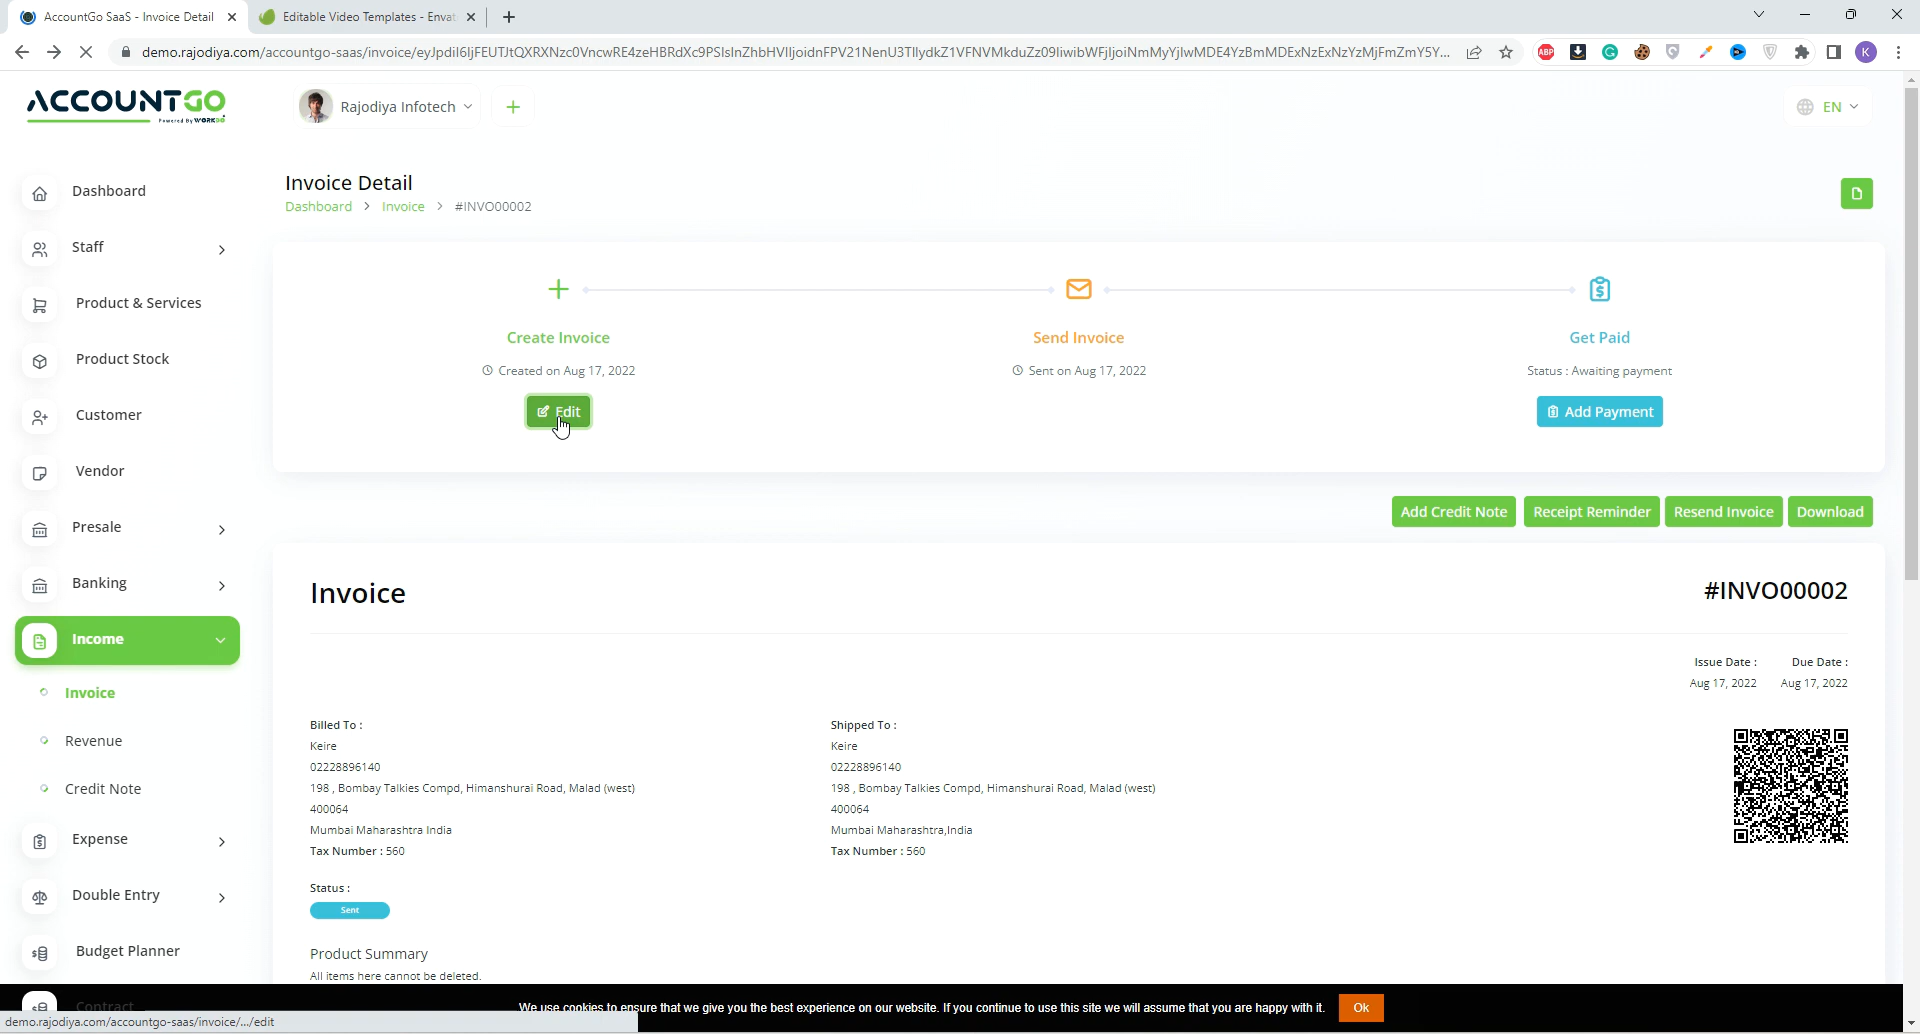 AccountGo SaaS - Invoice Detail
Editable Video Templates - Envat
ACCOUNTGO
Powered By WORKDO
Rajodiya Infotech
EN
Invoice Detail
Dashboard > Invoice > #INVO00002
Dashboard
Staff
Product & Services
Product Stock
Customer
Vendor
Presale
Banking
Income
Invoice
Revenue
Credit Note
Expense
Double Entry
Budget Planner
Contract
Create Invoice
Created on Aug 17, 2022
Edit
Send Invoice
Sent on Aug 17, 2022
Get Paid
Status : Awaiting payment
Add Payment
Add Credit Note
Receipt Reminder
Resend Invoice
Download
Invoice
#INVO00002
Issue Date :
Aug 17, 2022
Due Date :
Aug 17, 2022
Billed To :
Keire
02228896140
198 , Bombay Talkies Compd, Himanshurai Road, Malad (west)
400064
Mumbai Maharashtra India
Tax Number : 560
Shipped To :
Keire
02228896140
198 , Bombay Talkies Compd, Himanshurai Road, Malad (west)
400064
Mumbai Maharashtra,India
Tax Number : 560
Status :
Sent
Product Summary
All items here cannot be deleted.
We use cookies to ensure that we give you the best experience on our website. If you continue to use this site we will assume that you are happy with it.
Ok
demo.rajodiya.com/accountgo-saas/invoice/.../edit
ABP
K